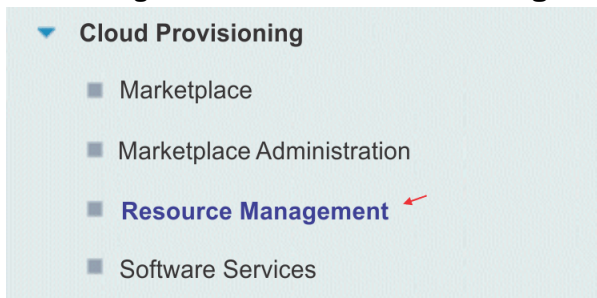 Cloud Provisioning
Marketplace
Marketplace Administration
Resource Management
Software Services